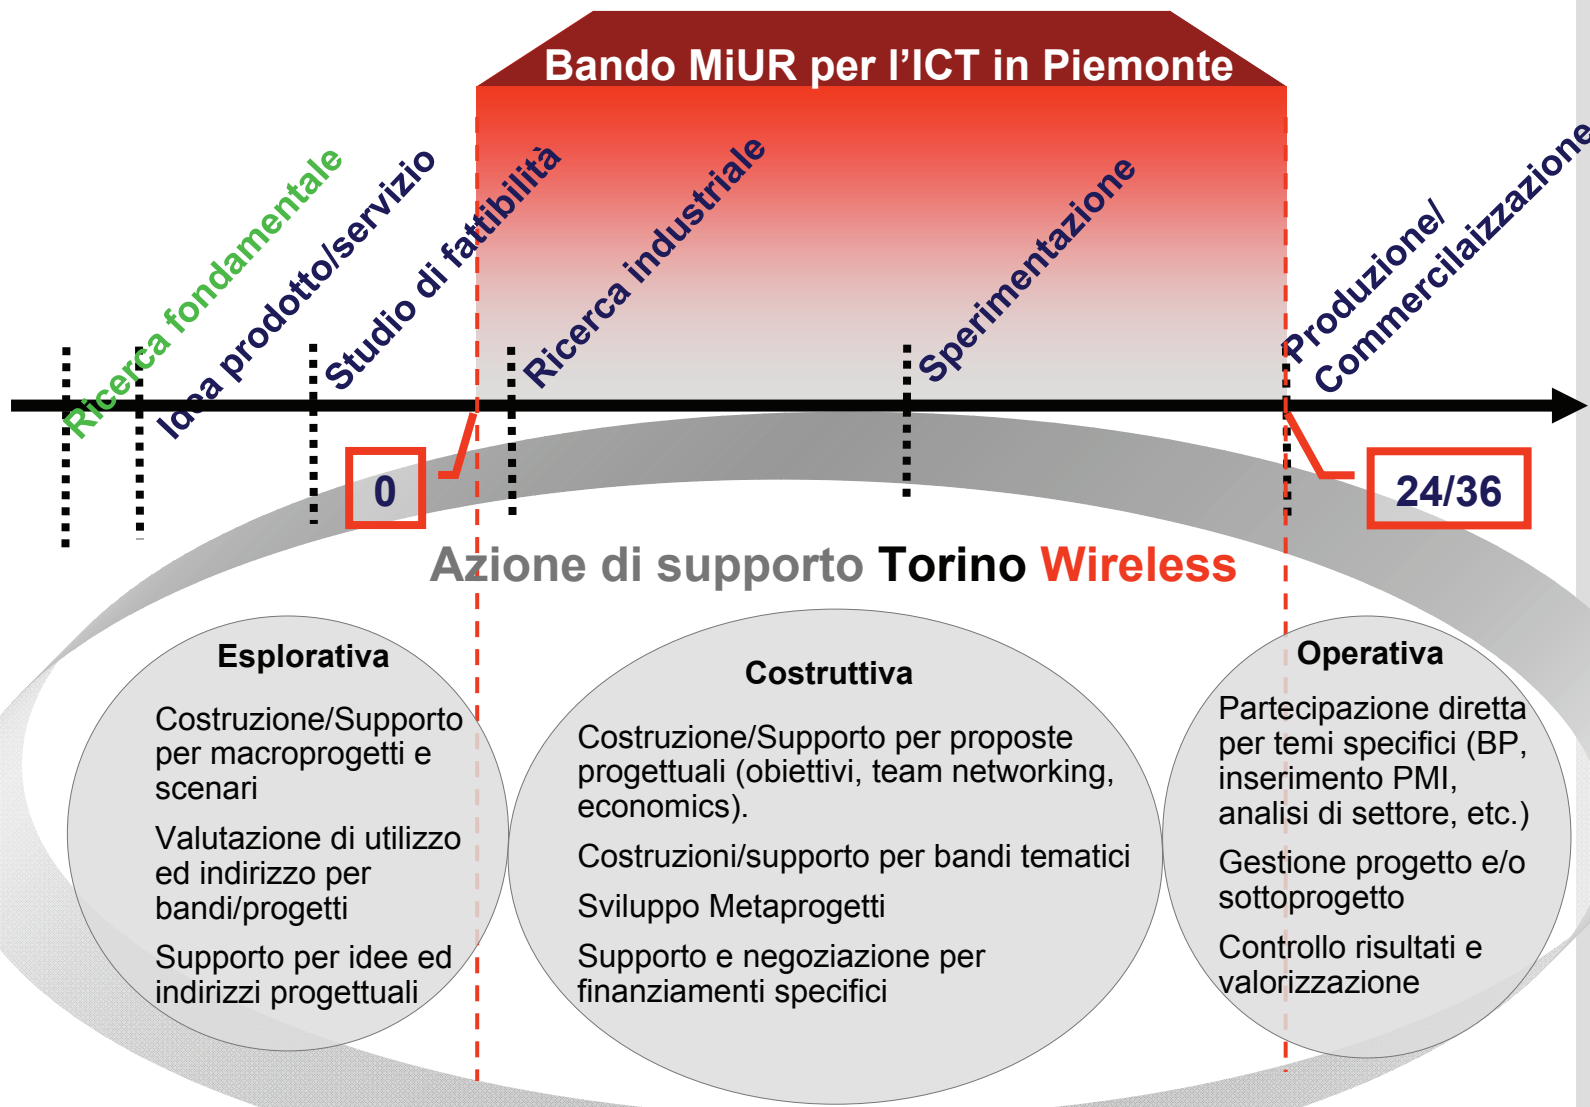 Bando MiUR per l'ICT in Piemonte
Ricerca fondamentale
Idea prodotto/servizio
Studio di fattibilità
Ricerca industriale
Sperimentazione
Produzione/
Commercilaizzazione
0
24/36
Azione di supporto Torino Wireless
Esplorativa
Costruzione/Supporto
per macroprogetti e
scenari
Valutazione di utilizzo
ed indirizzo per
bandi/progetti
Supporto per idee ed
indirizzi progettuali
Costruttiva
Costruzione/Supporto per proposte
progettuali (obiettivi, team networking,
economics).
Costruzioni/supporto per bandi tematici
Sviluppo Metaprogetti
Supporto e negoziazione per
finanziamenti specifici
Operativa
Partecipazione diretta
per temi specifici (BP,
inserimento PMI,
analisi di settore, etc.)
Gestione progetto e/o
sottoprogetto
Controllo risultati e
valorizzazione